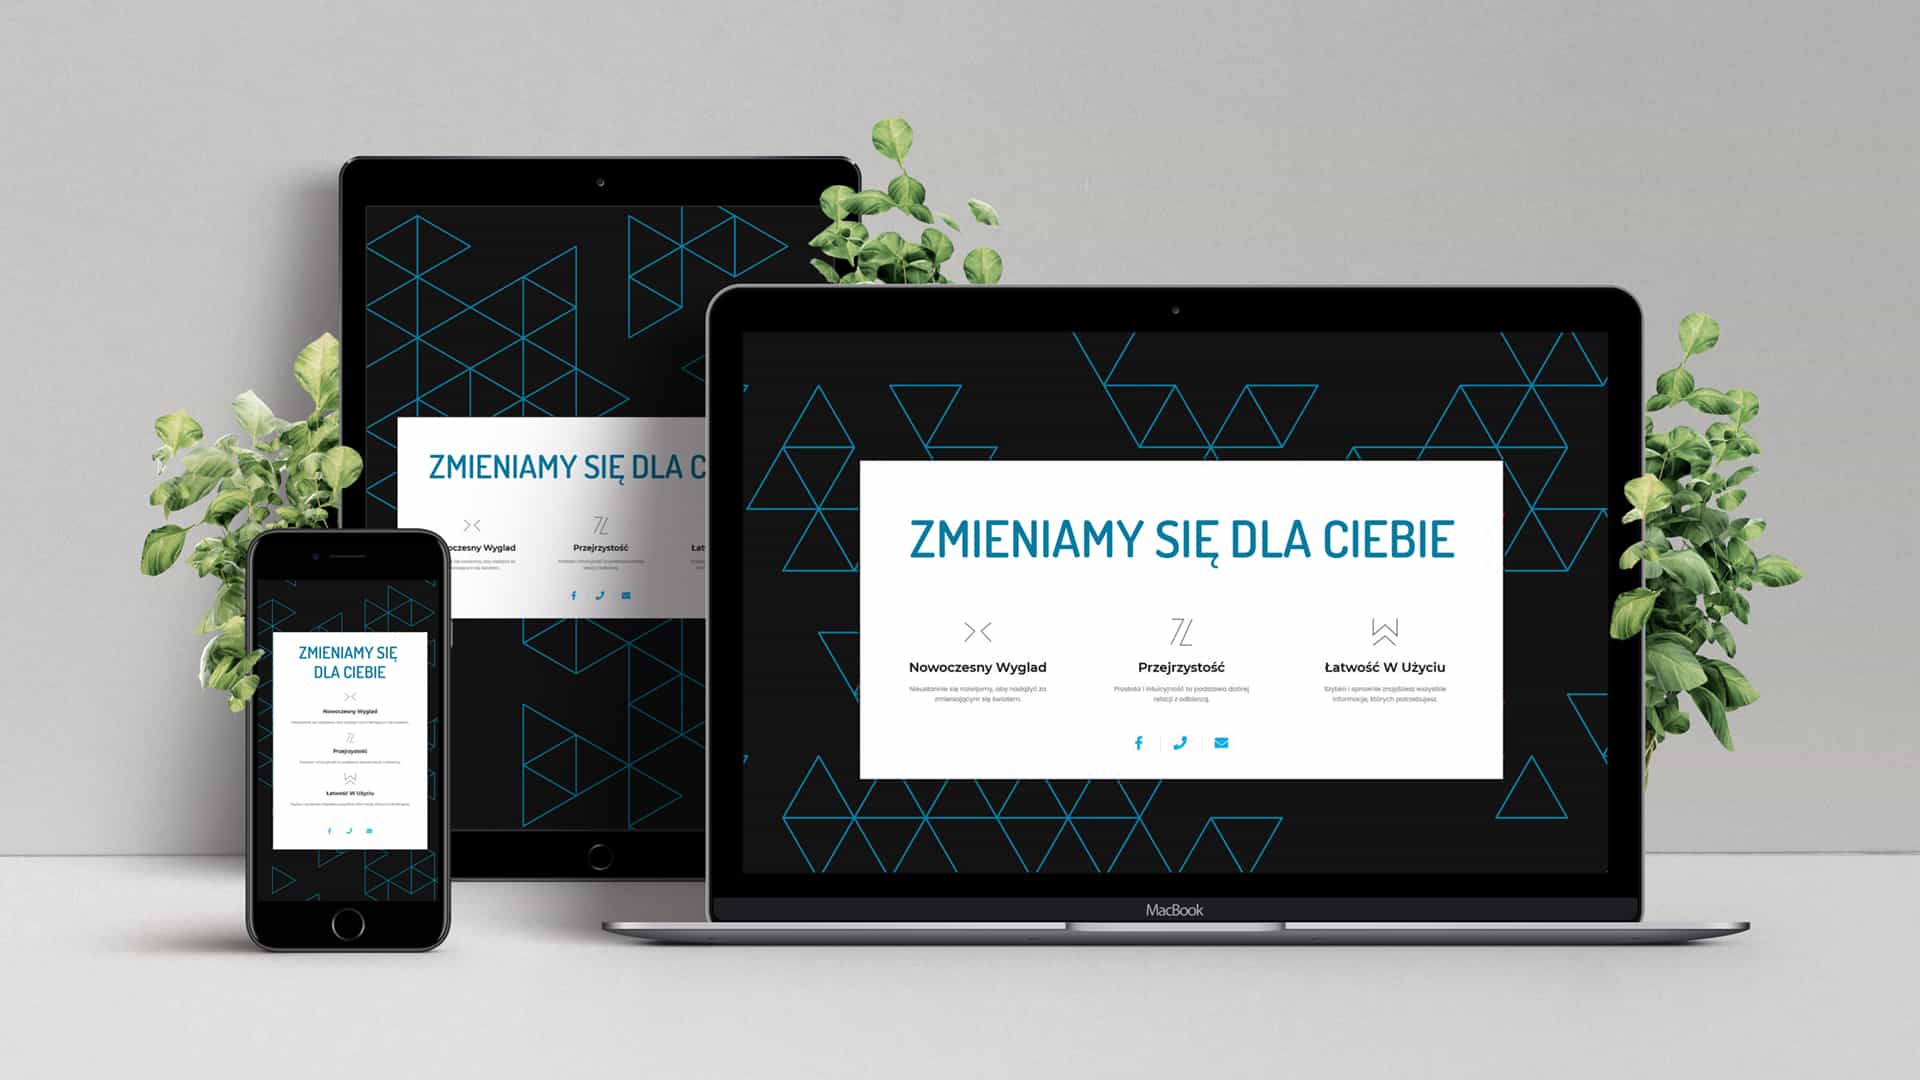 ZMIENIAMY SIĘ DLA C
oczesny Wyglad
Przejrzystość
Łat
ZMIENIAMY SIĘ
DLA CIEBIE
Nowoczesny Wyglad
Przejrzystość
Łatwość W Użyciu
ZMIENIAMY SIĘ DLA CIEBIE
Nowoczesny Wyglad
Nieustannie się rozwijamy, aby nadążyć za
zmieniającym się światem.
Przejrzystość
Prostota i intuicyjność to podstawa dobrej
relacji z odbiorcą.
Łatwość W Użyciu
Szybko i sprawnie znajdziesz wszystkie
informacje, których potrzebujesz.
MacBook